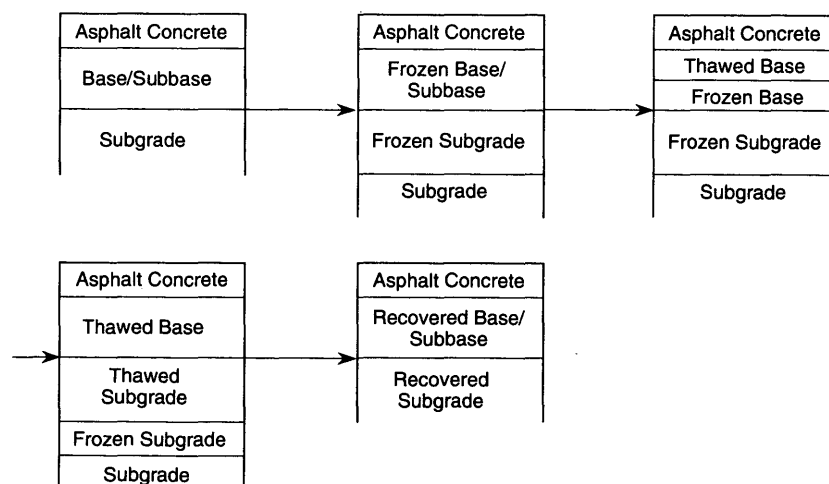 Asphalt Concrete
Base/Subbase
Subgrade
Asphalt Concrete
Frozen Base/
Subbase
Frozen Subgrade
Subgrade
Asphalt Concrete
Thawed Base
Frozen Base
Frozen Subgrade
Subgrade
Asphalt Concrete
Thawed Base
Thawed
Subgrade
Frozen Subgrade
Subgrade
Asphalt Concrete
Recovered Base/
Subbase
Recovered
Subgrade